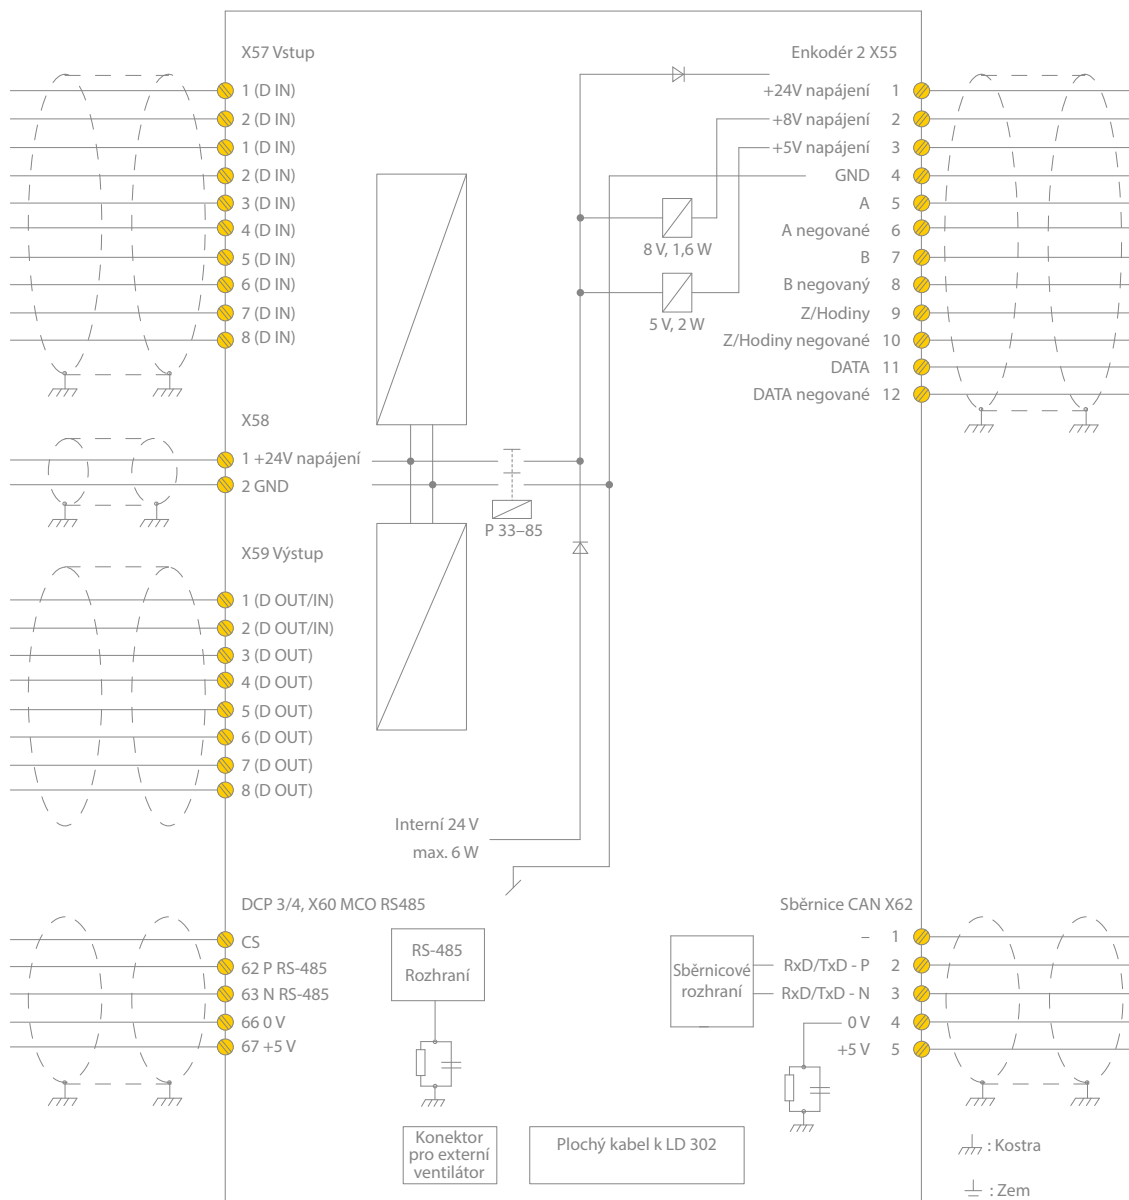 X57 Vstup
1 (D IN)
2 (D IN)
1 (D IN)
2 (D IN)
3 (D IN)
4 (D IN)
5 (D IN)
6 (D IN)
7 (D IN)
8 (D IN)
X58
1 +24V napájení
2 GND
X59 Výstup
1 (D OUT/IN)
2 (D OUT/IN)
3 (D OUT)
4 (D OUT)
5 (D OUT)
6 (D OUT)
7 (D OUT)
8 (D OUT)
DCP 3/4, X60 MCO RS485
CS
62 P RS-485
63 N RS-485
66 0 V
67 +5 V
8 V, 1,6 W
5 V, 2 W
P 33–85
Interní 24 V
max. 6 W
RS-485
Rozhraní
Konektor
pro externí
ventilátor
Plochý kabel k LD 302
Enkodér 2 X55
+24V napájení 1
+8V napájení 2
+5V napájení 3
GND 4
A 5
A negované 6
B 7
B negovaný 8
Z/Hodiny 9
Z/Hodiny negované 10
DATA 11
DATA negované 12
Sběrnice CAN X62
Sběrnicové
rozhraní
– 1
RxD/TxD - P 2
RxD/TxD - N 3
0 V 4
+5 V 5
: Kostra
: Zem